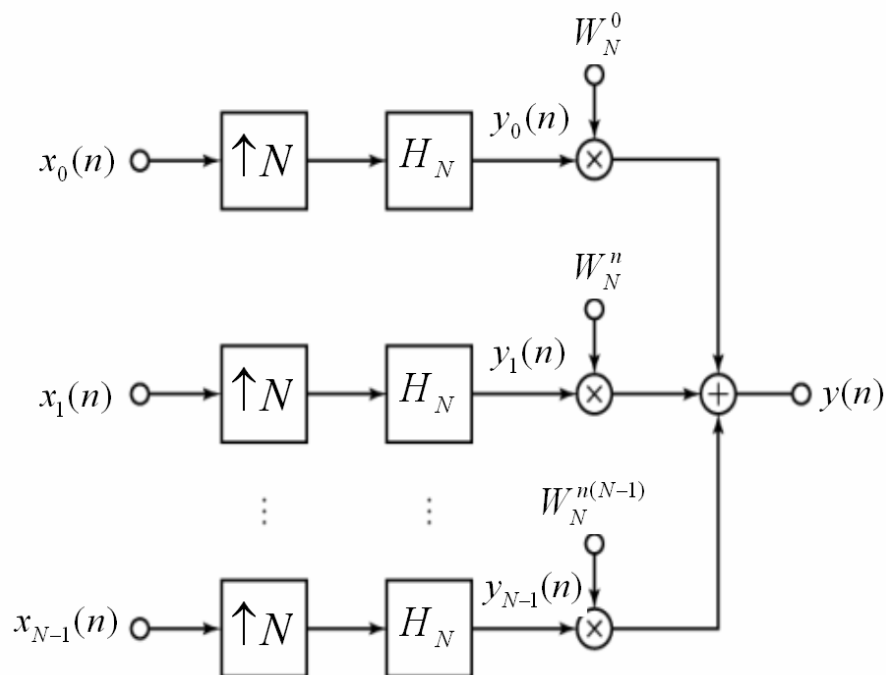 W_N^0
x_0(n) ↑N H_N y_0(n) × 
W_N^n
x_1(n) ↑N H_N y_1(n) × + y(n)
⋮ ⋮ W_N^{n(N-1)}
x_{N-1}(n) ↑N H_N y_{N-1}(n) ×